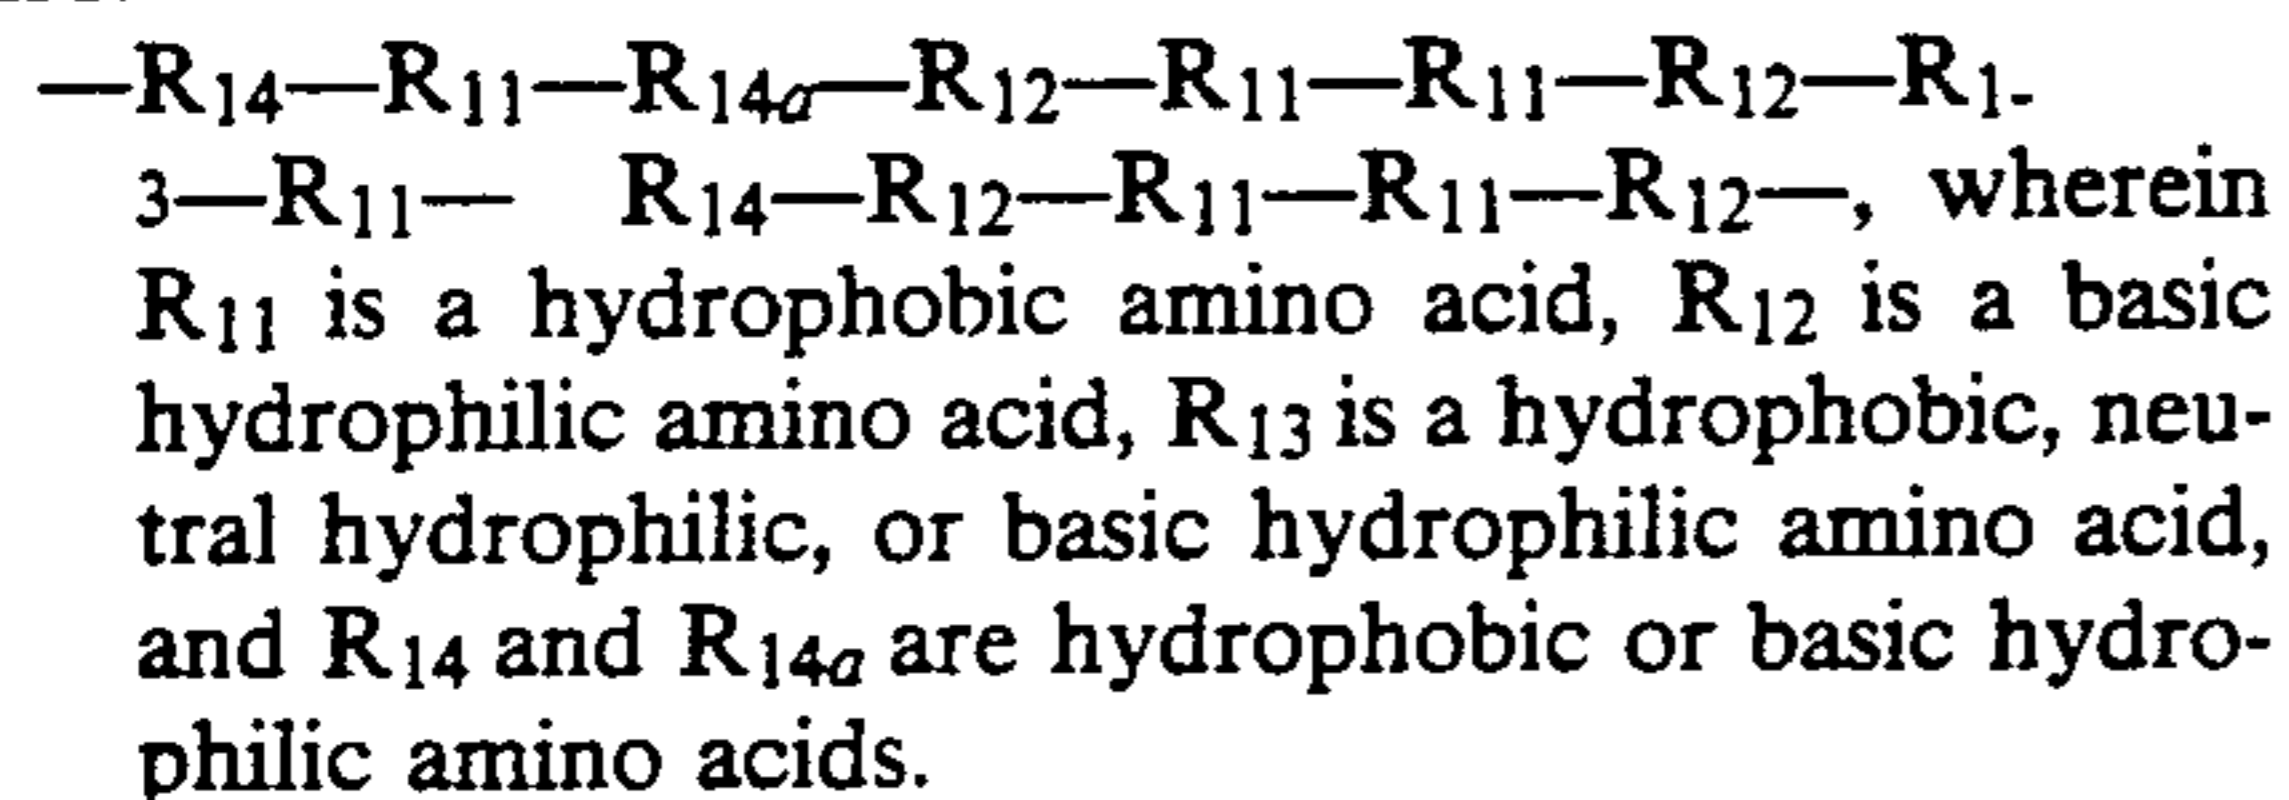 —R₁₄—R₁₁—R₁₄ₐ—R₁₂—R₁₁—R₁₁—R₁₂—R₁-
₃—R₁₁— R₁₄—R₁₂—R₁₁—R₁₁—R₁₂—, wherein
R₁₁ is a hydrophobic amino acid, R₁₂ is a basic
hydrophilic amino acid, R₁₃ is a hydrophobic, neu-
tral hydrophilic, or basic hydrophilic amino acid,
and R₁₄ and R₁₄ₐ are hydrophobic or basic hydro-
philic amino acids.